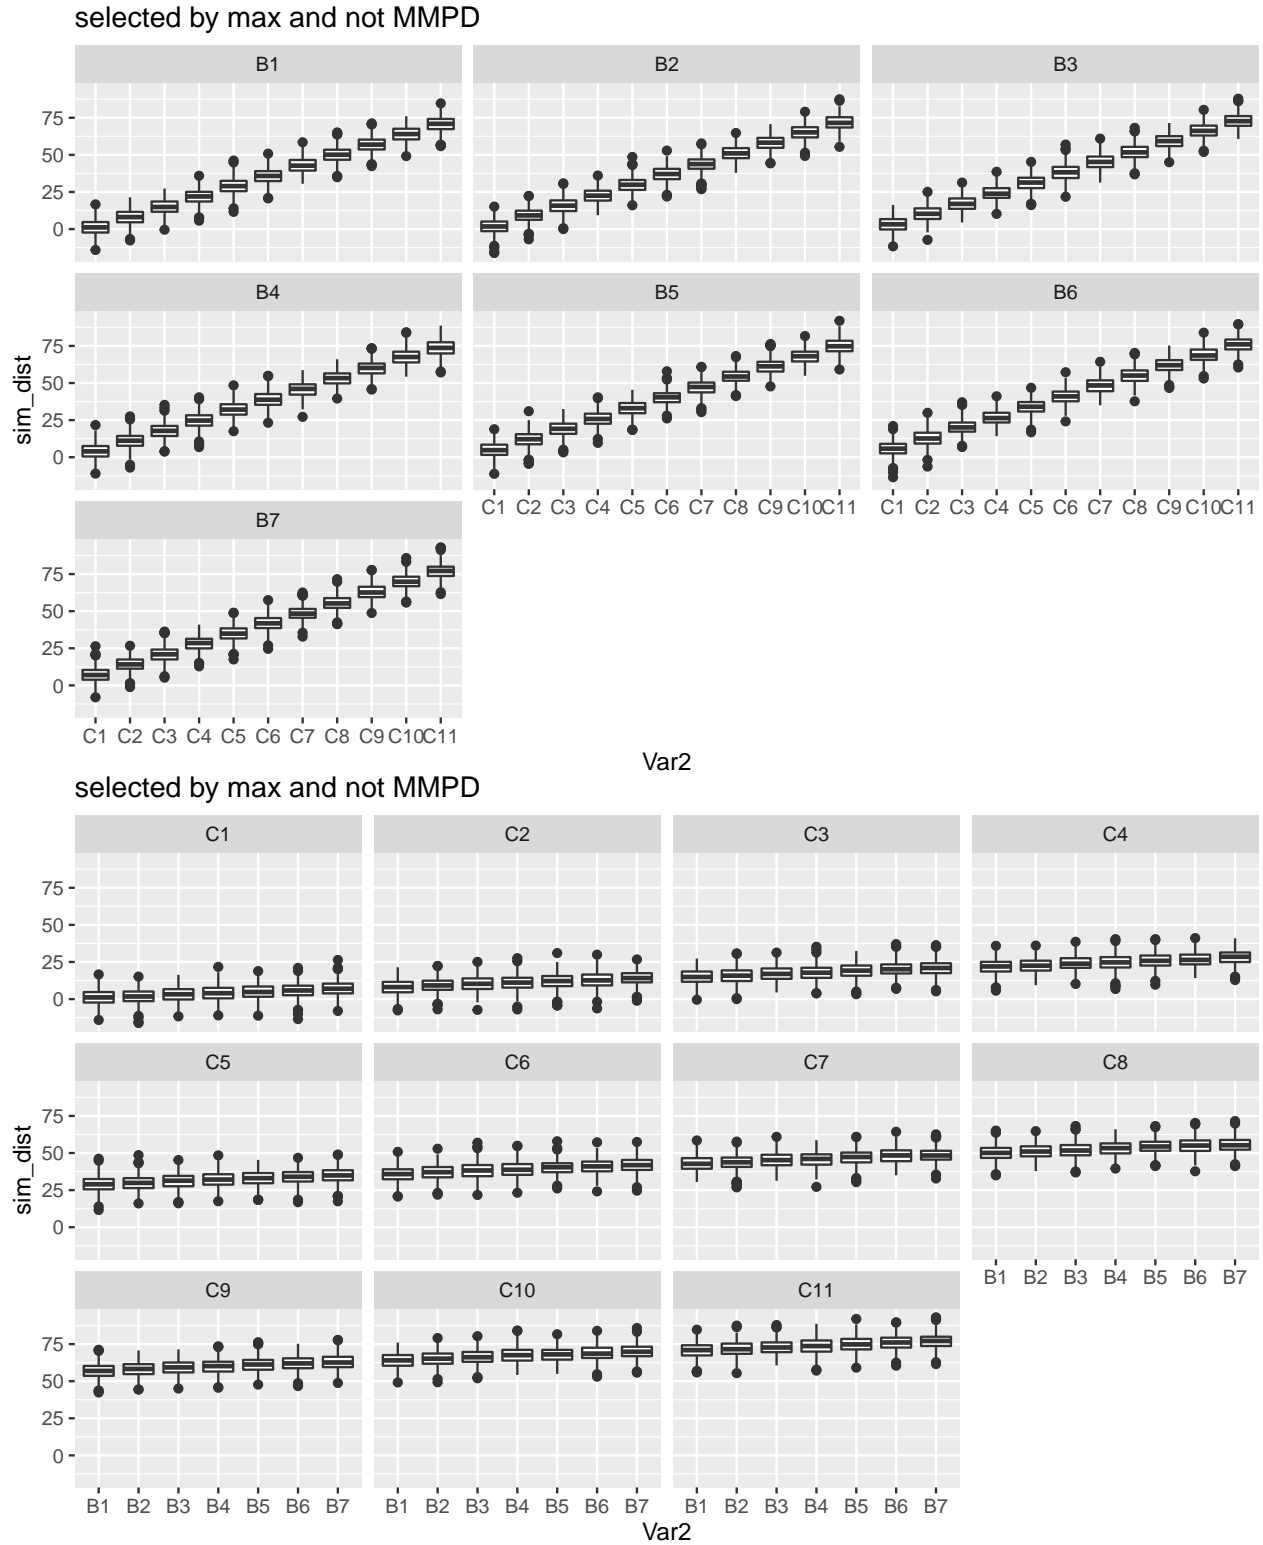 selected by max and not MMPD
B1 B2 B3
75
50
25
0
B4 B5 B6
75
50
25
0
sim_dist
C1 C2 C3 C4 C5 C6 C7 C8 C9 C10 C11 C1 C2 C3 C4 C5 C6 C7 C8 C9 C10 C11
B7
75
50
25
0
C1 C2 C3 C4 C5 C6 C7 C8 C9 C10 C11
Var2
selected by max and not MMPD
C1 C2 C3 C4
75
50
25
0
C5 C6 C7 C8
75
50
25
0
sim_dist
B1 B2 B3 B4 B5 B6 B7
C9 C10 C11
75
50
25
0
B1 B2 B3 B4 B5 B6 B7 B1 B2 B3 B4 B5 B6 B7 B1 B2 B3 B4 B5 B6 B7
Var2